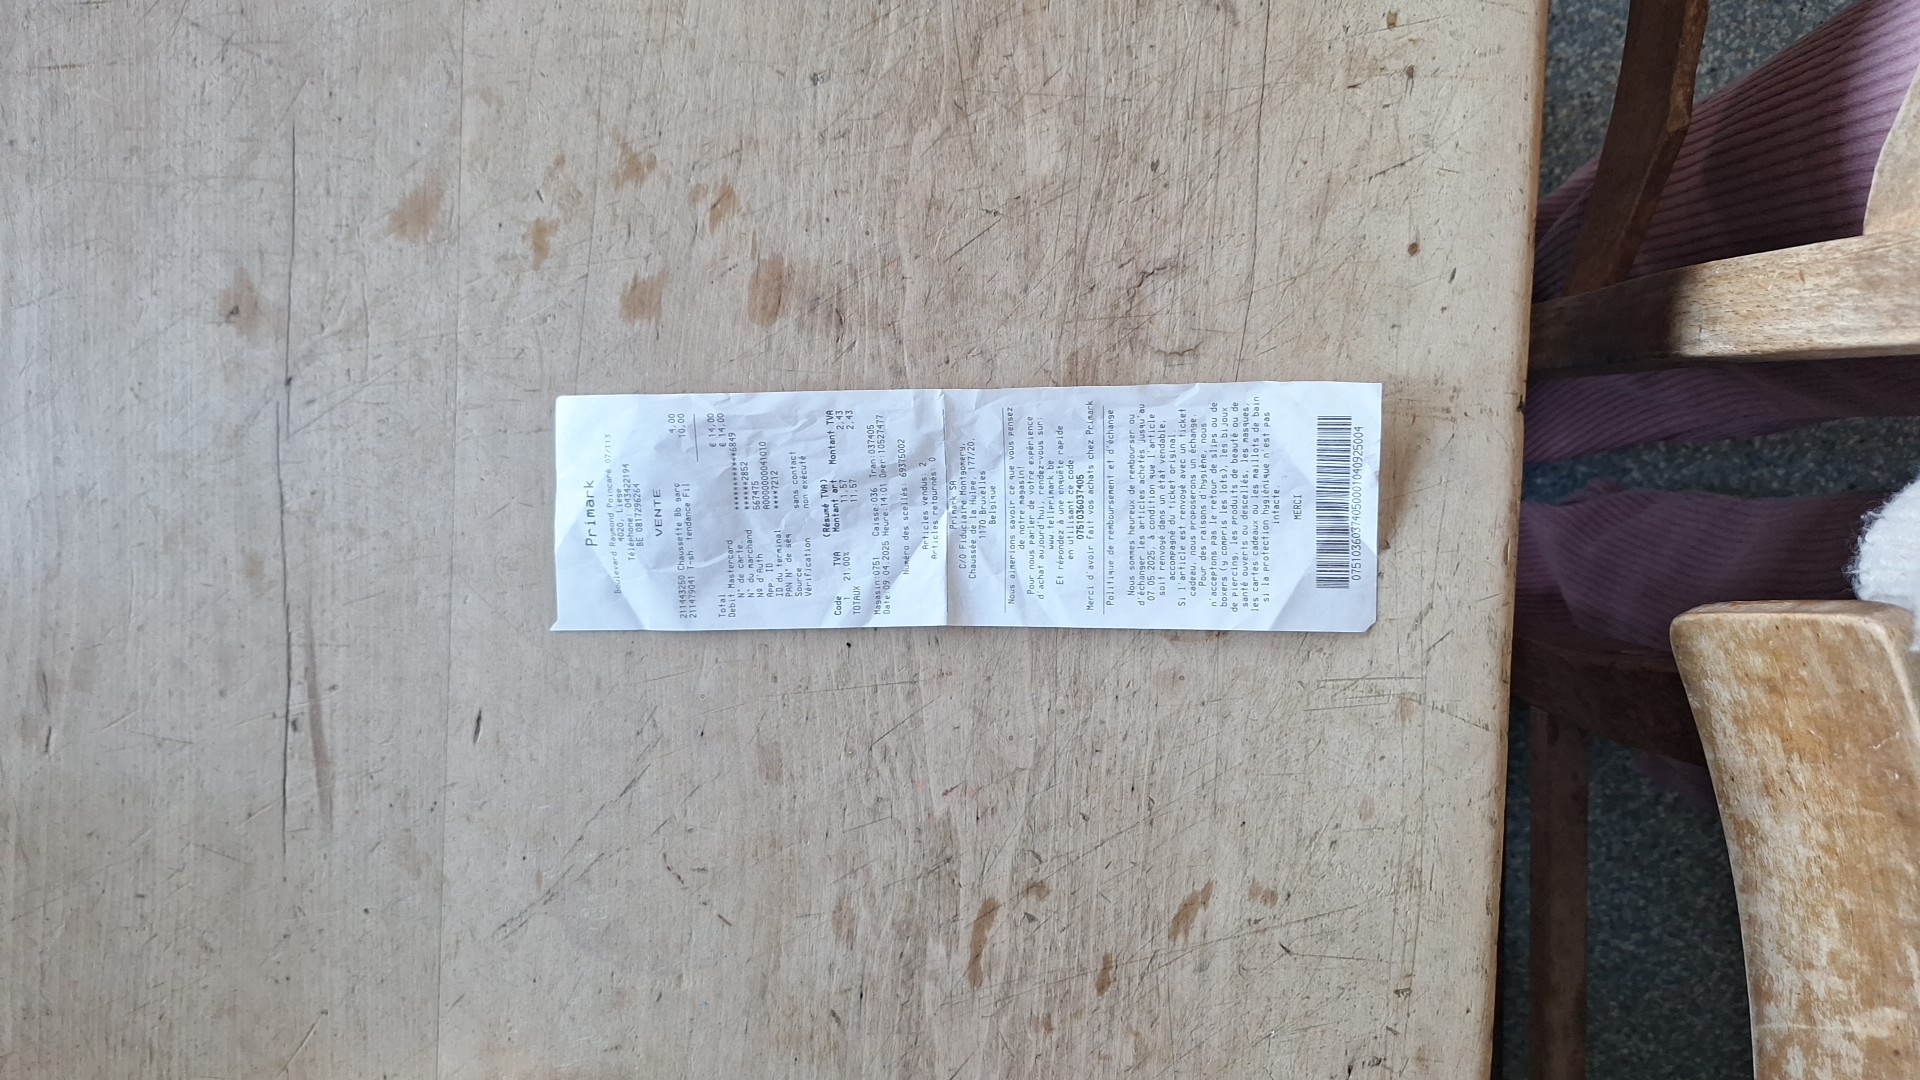 Primark
Boulevard Raymond Poincaré 07/113
4020, Liège
Téléphone: 043422194
BE 0817296264
VENTE
211443250 Chaussette Bb garç 4,00
211479041 T-sh. tendance Fil 10,00
Total € 14,00
Debit Mastercard € 14,00
N° de carte. ************6849
N° du marchand ******2852
Nº d'Auth 567475
App. ID A0000000041010
ID du terminal ****7212
PAN N° de séq
Source sans contact
Vérification non exécuté
(Résumé TVA)
Code TVA Montant art Montant TVA
1 21,00% 11,57 2,43
TOTAUX 11,57 2,43
Magasin:0751 Caisse:036 Tran:037405
Date:09.04.2025 Heure:14:01 Oper:10527477
Numéro des scellés: 69375002
Articles vendus: 2
Articles retournés: 0
Primark SA
C/O Fiduciaire Montgomery,
Chaussée de la Hulpe, 177/20,
1170 Bruxelles
Belgique
Nous aimerions savoir ce que vous pensez
de notre magasin!
Pour nous parler de votre expérience
d'achat aujourd'hui, rendez-vous sur:
www.tellprimark.be
Et répondez à une enquête rapide
en utilisant ce code
0751036037405
Merci d'avoir fait vos achats chez Primark
Politique de remboursement et d'échange
Nous sommes heureux de rembourser ou
d'échanger les articles achetés jusqu'au
07.05.2025, à condition que l'article
soit renvoyé dans un état vendable,
accompagné du ticket original.
Si l'article est renvoyé avec un ticket
cadeau, nous proposerons un échange.
Pour des raisons d'hygiène, nous
n'acceptons pas le retour de slips ou de
boxers (y compris les lots), les bijoux
de piercing, les produits de beauté ou de
santé ouverts ou descellés, les masques,
les cartes cadeaux ou les maillots de bain
si la protection hygiénique n'est pas
intacte.
MERCI
07510360374050001040925004